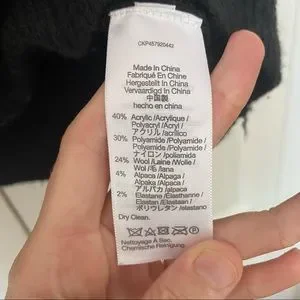 CKP457920442
Made In China
Fabriqué En Chine
Hergestellt In China
Vervaardigd In China
中国製
hecho en china
40% Acrylic /Acrylique /
Polyacryl /Acryl /
アクリル /acrílico
30% Polyamide /Polyamide
Polyamide /Polyamide /
ナイロン /poliamida
24% Wool /Laine /Wolle /
Wol /毛 /lana
4% Alpaca /Alpaga /
Alpaka /Alpaca /
アルパカ /alpaca
2% Elastane /Elasthanne /
Elastan /Elastaan /
ポリウレタン /elastano
Dry Clean.
Nettoyage À Sec.
Chemische Reinigung.